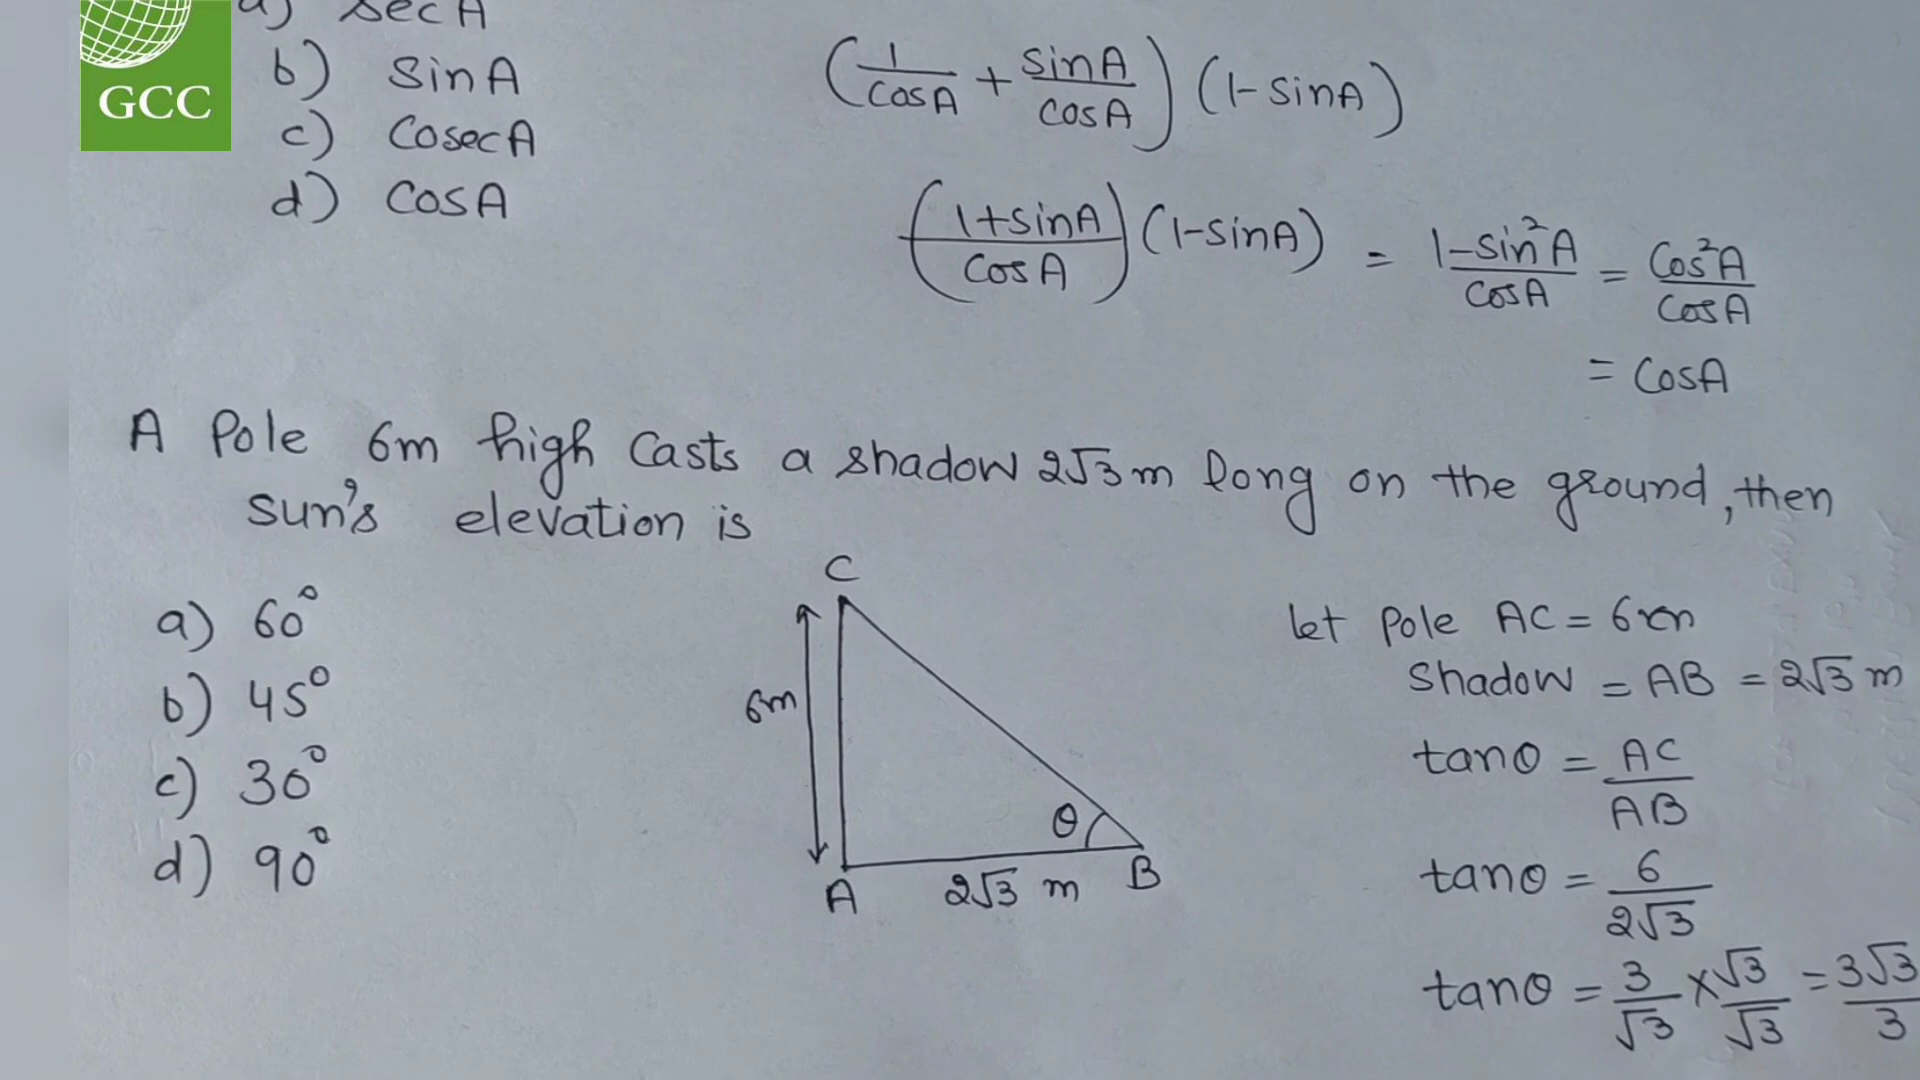 GCC
a) secA
b) sinA
c) cosecA
d) cosA
(1/cosA + sinA/cosA) (1-sinA)
(1+sinA/cosA) (1-sinA) = 1-sin²A/cosA = cos²A/cosA
= cosA
A Pole 6m high casts a shadow 2√3 m long on the ground, then
sun's elevation is
a) 60°
b) 45°
c) 30°
d) 90°
C
6m
θ
A
2√3 m
B
let pole AC = 6m
shadow = AB = 2√3 m
tanθ = AC/AB
tanθ = 6/2√3
tanθ = 3/√3 × √3/√3 = 3√3/3